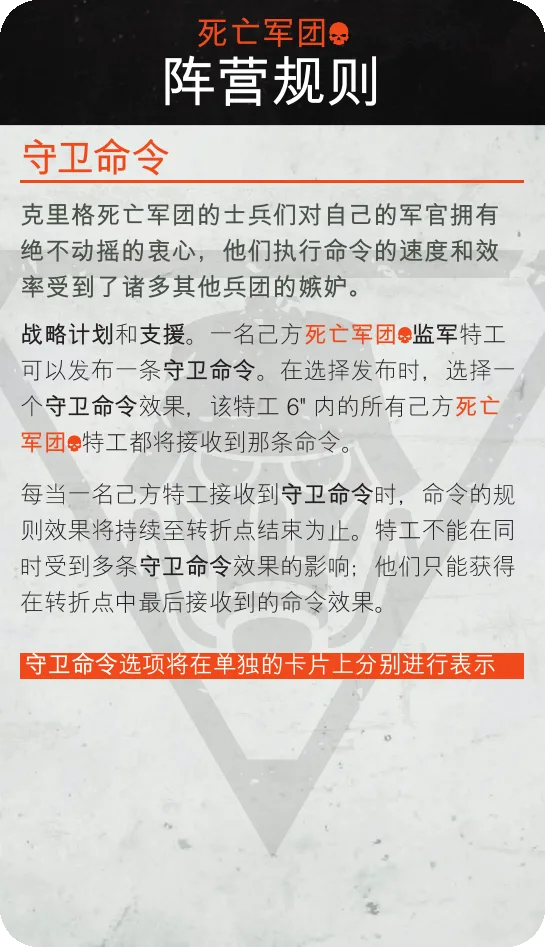 死亡军团
阵营规则
守卫命令
克里格死亡军团的士兵们对自己的军官拥有
绝不动摇的衷心，他们执行命令的速度和效
率受到了诸多其他兵团的嫉妒。
战略计划和支援。一名己方死亡军团监军特工
可以发布一条守卫命令。在选择发布时，选择一
个守卫命令效果，该特工 6" 内的所有己方死亡
军团特工都将接收到那条命令。
每当一名己方特工接收到守卫命令时，命令的规
则效果将持续至转折点结束为止。特工不能在同
时受到多条守卫命令效果的影响；他们只能获得
在转折点中最后接收到的命令效果。
守卫命令选项将在单独的卡片上分别进行表示